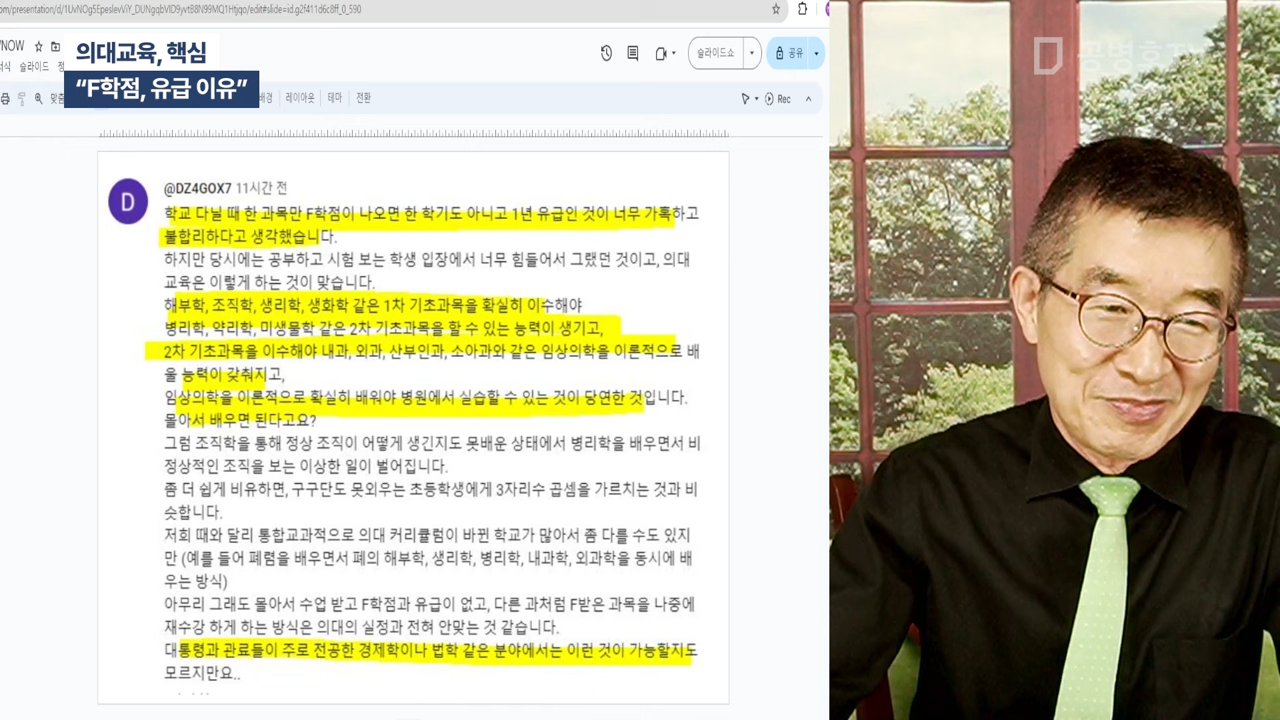 om/presentation/d/1UvNOg5EpeslevViY_DUNgqbVlD9yvtB8N99MQ1Htjqo/edit#slide=id.g2f411d6c8ff_0_590
NOW
의대교육, 핵심
“F학점, 유급 이유”
서식 슬라이드
슬라이드쇼
공유
맞춤
배경 레이아웃 테마 전환
Rec
D
@DZ4GOX7 11시간 전
학교 다닐 때 한 과목만 F학점이 나오면 한 학기도 아니고 1년 유급인 것이 너무 가혹하고
불합리하다고 생각했습니다.
하지만 당시에는 공부하고 시험 보는 학생 입장에서 너무 힘들어서 그랬던 것이고, 의대
교육은 이렇게 하는 것이 맞습니다.
해부학, 조직학, 생리학, 생화학 같은 1차 기초과목을 확실히 이수해야
병리학, 약리학, 미생물학 같은 2차 기초과목을 할 수 있는 능력이 생기고,
2차 기초과목을 이수해야 내과, 외과, 산부인과, 소아과와 같은 임상의학을 이론적으로 배
울 능력이 갖춰지고,
임상의학을 이론적으로 확실히 배워야 병원에서 실습할 수 있는 것이 당연한 것입니다.
몰아서 배우면 된다고요?
그럼 조직학을 통해 정상 조직이 어떻게 생긴지도 못배운 상태에서 병리학을 배우면서 비
정상적인 조직을 보는 이상한 일이 벌어집니다.
좀 더 쉽게 비유하면, 구구단도 못외우는 초등학생에게 3자리수 곱셈을 가르치는 것과 비
슷합니다.
저희 때와 달리 통합교과적으로 의대 커리큘럼이 바뀐 학교가 많아서 좀 다를 수도 있지
만 (예를 들어 폐렴을 배우면서 폐의 해부학, 생리학, 병리학, 내과학, 외과학을 동시에 배
우는 방식)
아무리 그래도 몰아서 수업 받고 F학점과 유급이 없고, 다른 과처럼 F받은 과목을 나중에
재수강 하게 하는 방식은 의대의 실정과 전혀 안맞는 것 같습니다.
대통령과 관료들이 주로 전공한 경제학이나 법학 같은 분야에서는 이런 것이 가능할지도
모르지만요..
공병호